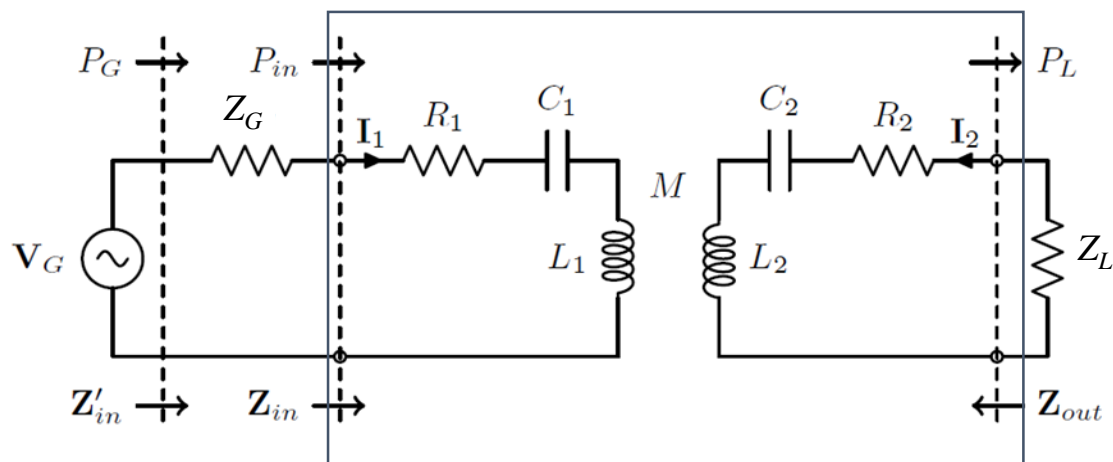 P_G
P_in
P_L
Z_G
I_1
R_1
C_1
C_2
R_2
I_2
M
V_G
L_1
L_2
Z_L
Z'_in
Z_in
Z_out